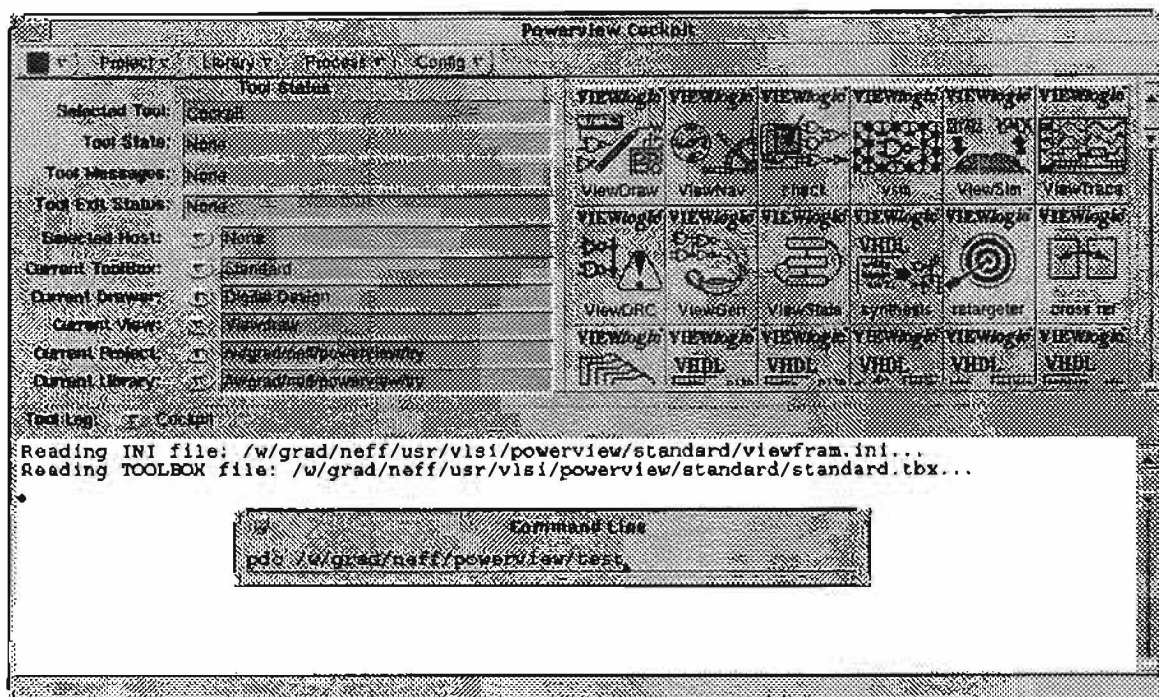 Powerview Cockpit
Project Library Process Config
Tool States
Selected Tool: Cockpit
Tool State: None
Tool Messages: None
Tool Exit Status: None
Selected Host: None
Current ToolBox: Standard
Current Drawer: Digital Design
Current View: Viewdraw
Current Project:
Current Library:
VIEWlogic VIEWlogic VIEWlogic VIEWlogic VIEWlogic VIEWlogic
ViewDraw ViewNav check vsm ViewSim ViewTrace
VIEWlogic VIEWlogic VIEWlogic VIEWlogic VIEWlogic VIEWlogic
VHDL
ViewDRC ViewGen synthesis retargeter cross ref
VIEWlogic VIEWlogic VIEWlogic VIEWlogic VIEWlogic VIEWlogic
VHDL VHDL VHDL VHDL VHDL
Tool Log: Cockpit
Reading INI file: /w/grad/neff/usr/vlsi/powerview/standard/viewfram.ini...
Reading TOOLBOX file: /w/grad/neff/usr/vlsi/powerview/standard/standard.tbx...
Command Line
/w/grad/neff/powerview/test